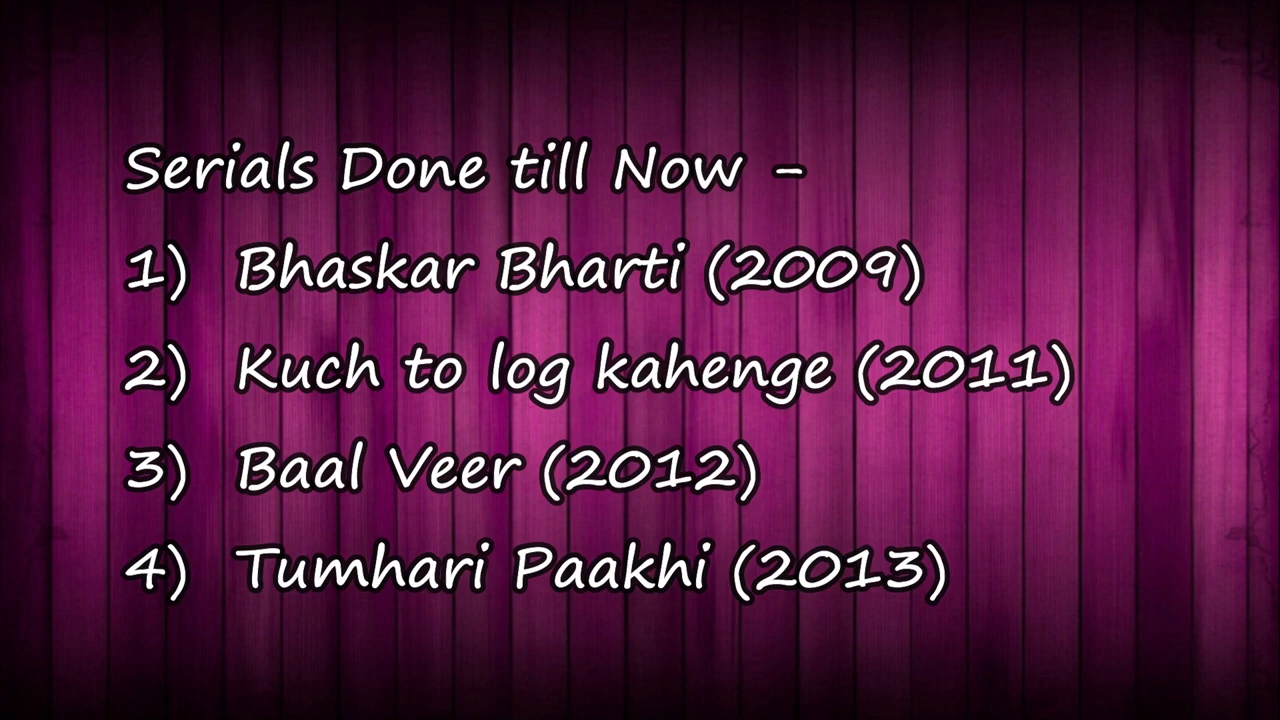 Serials Done till Now -
1) Bhaskar Bharti (2009)
2) Kuch to log kahenge (2011)
3) Baal Veer (2012)
4) Tumhari Paakhi (2013)